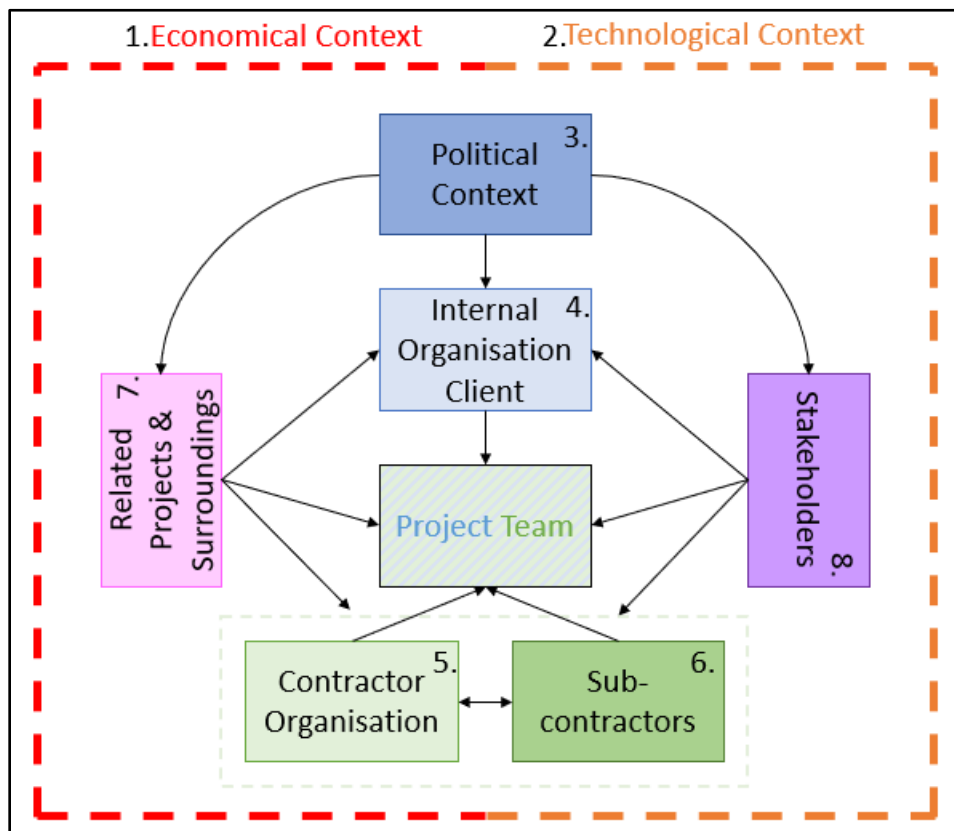 1.Economical Context
2.Technological Context
3.
Political
Context
4.
Internal
Organisation
Client
7.
Related
Projects &
Surroundings
Stakeholders
8.
Project Team
5.
Contractor
Organisation
6.
Sub-
contractors